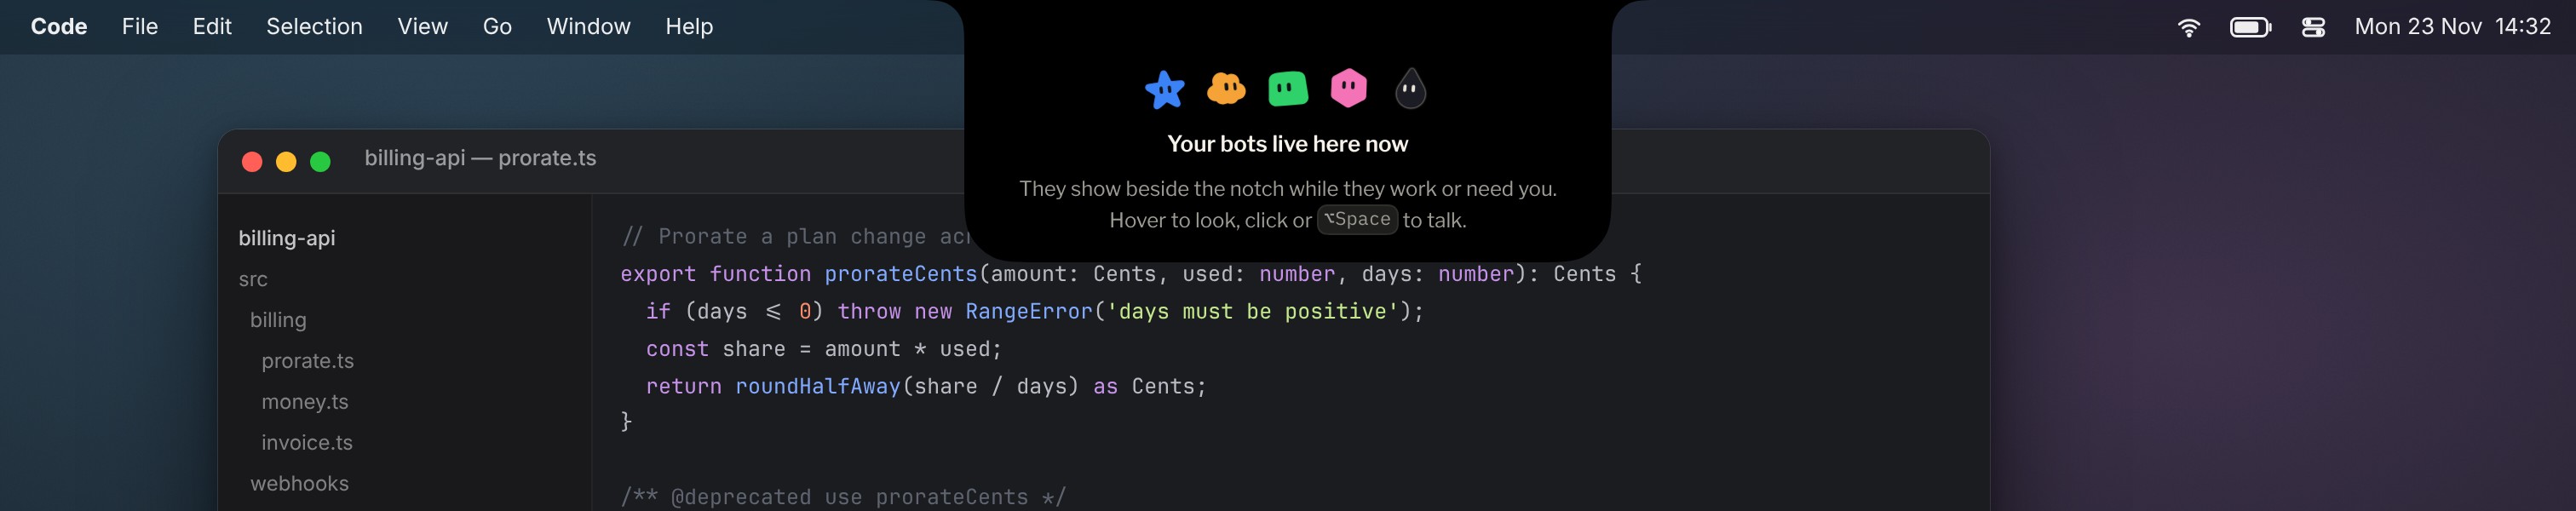 Code File Edit Selection View Go Window Help
Mon 23 Nov 14:32
Your bots live here now
They show beside the notch while they work or need you.
Hover to look, click or ⌥Space to talk.
billing-api — prorate.ts
billing-api
src
billing
prorate.ts
money.ts
invoice.ts
webhooks
// Prorate a plan change
export function prorateCents(amount: Cents, used: number, days: number): Cents {
if (days <= 0) throw new RangeError('days must be positive');
const share = amount * used;
return roundHalfAway(share / days) as Cents;
}
/** @deprecated use prorateCents */